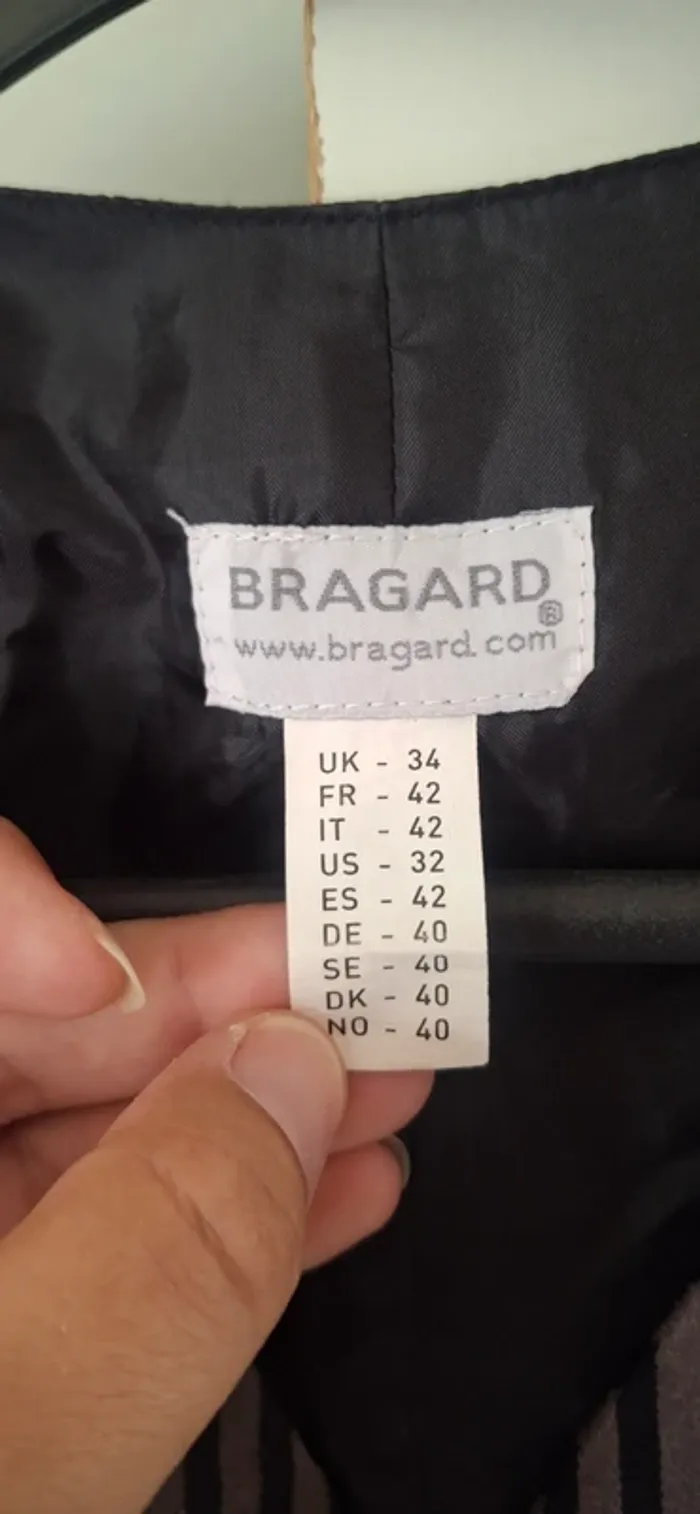 BRAGARD®
www.bragard.com
UK - 34
FR - 42
IT - 42
US - 32
ES - 42
DE - 40
SE - 40
DK - 40
NO - 40